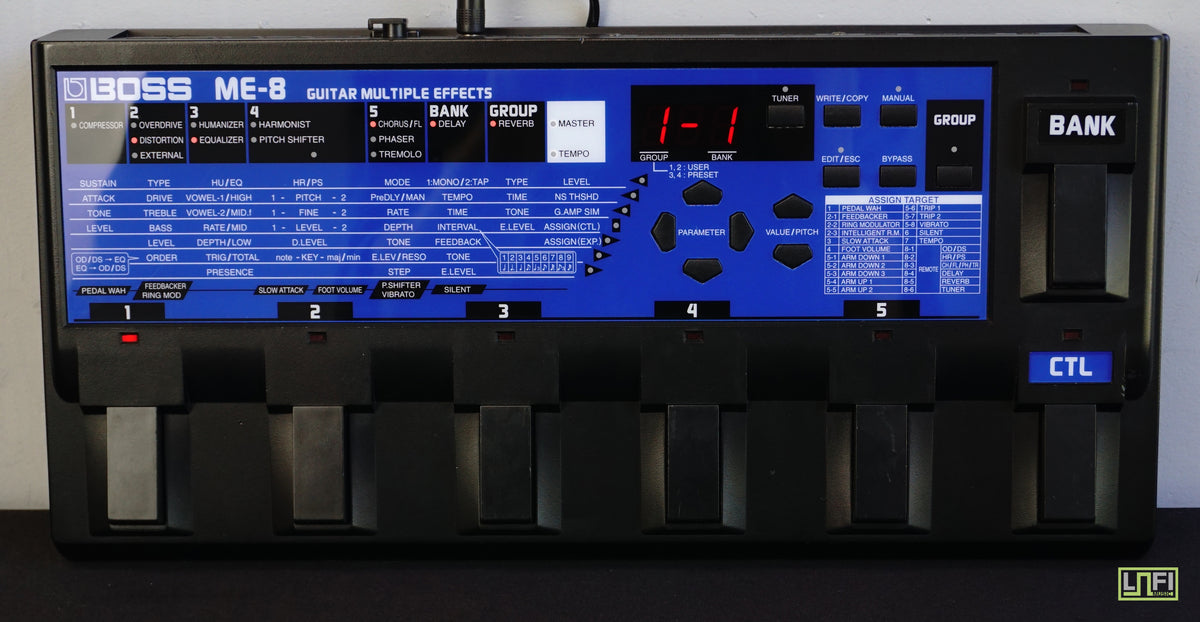 BOSS ME-8 GUITAR MULTIPLE EFFECTS
1 2 3 4 5 BANK GROUP
COMPRESSOR OVERDRIVE HUMANIZER HARMONIST CHORUS/FL DELAY REVERB MASTER
DISTORTION EQUALIZER PITCH SHIFTER PHASER
EXTERNAL TREMOLO TEMPO
SUSTAIN TYPE HU/EQ HR/PS MODE 1:MONO/2:TAP TYPE LEVEL
ATTACK DRIVE VOWEL-1/HIGH 1 - PITCH - 2 PreDLY/MAN TEMPO TIME NS THSHD
TONE TREBLE VOWEL-2/MID.f 1 - FINE - 2 RATE TIME TONE G.AMP SIM
LEVEL BASS RATE/MID 1 - LEVEL - 2 DEPTH INTERVAL E.LEVEL ASSIGN(CTL)
LEVEL DEPTH/LOW D.LEVEL TONE FEEDBACK ASSIGN(EXP.)
OD/DS → EQ
EQ → OD/DS
ORDER TRIG/TOTAL note - KEY - maj/min E.LEV/RESO TONE 1 2 3 4 5 6 7 8 9
PRESENCE STEP E.LEVEL
PEDAL WAH FEEDBACKER
RING MOD SLOW ATTACK FOOT VOLUME P.SHIFTER
VIBRATO SILENT
1-1
GROUP BANK
1, 2 : USER
3, 4 : PRESET
TUNER WRITE/COPY MANUAL
EDIT/ESC BYPASS
GROUP
PARAMETER VALUE/PITCH
ASSIGN TARGET
1 PEDAL WAH 5-6 TRIP 1
2-1 FEEDBACKER 5-7 TRIP 2
2-2 RING MODULATOR 5-8 VIBRATO
2-3 INTELLIGENT R.M. 6 SILENT
3 SLOW ATTACK 7 TEMPO
4 FOOT VOLUME 8-1 OD/DS
5-1 ARM DOWN 1 8-2 HR/PS
5-2 ARM DOWN 2 8-3 REMOTE CH/FL/PH/TR
5-3 ARM DOWN 3 8-4 DELAY
5-4 ARM UP 1 8-5 REVERB
5-5 ARM UP 2 8-6 TUNER
1 2 3 4 5
BANK
CTL
LOFI
MUSIC